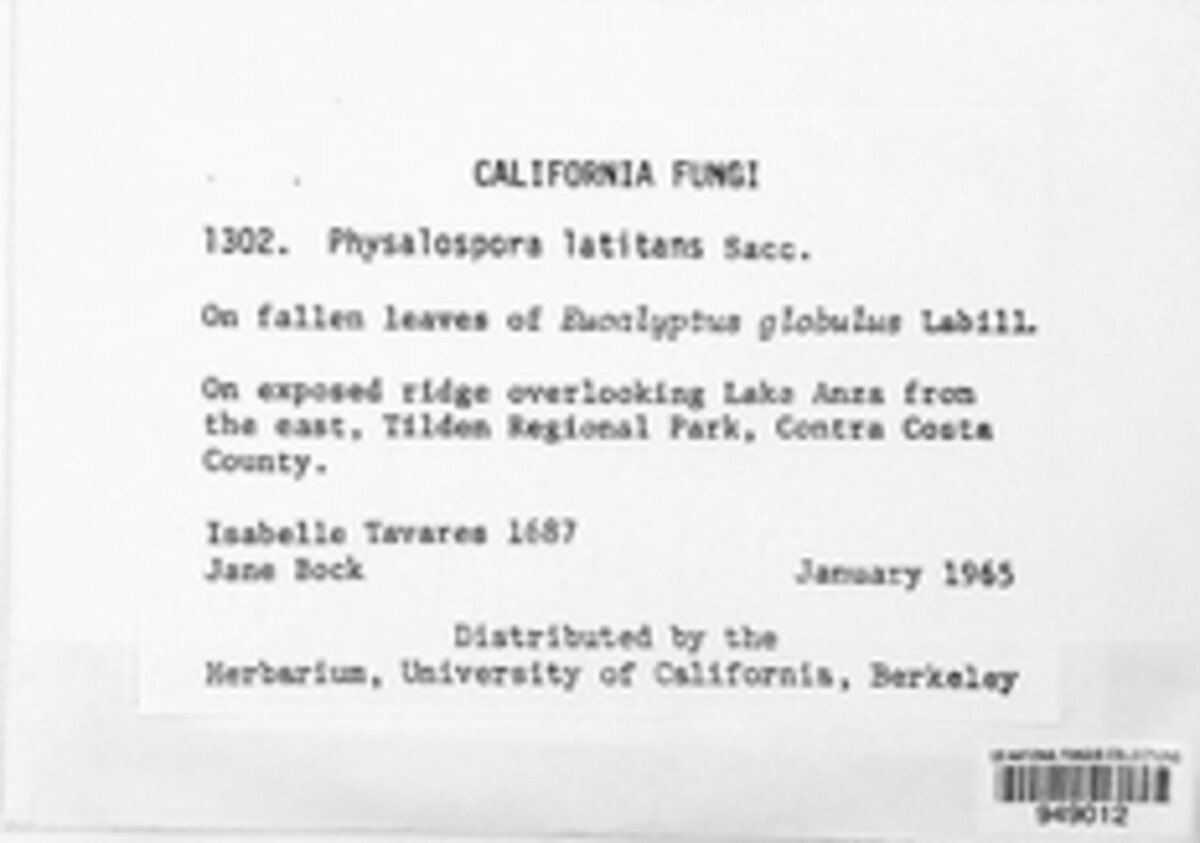 CALIFORNIA FUNGI
1302. Physalospora latitans Sacc.
On fallen leaves of Eucalyptus globulus Labill.
On exposed ridge overlooking Lake Anza from
the east, Tilden Regional Park, Contra Costa
County.
Isabelle Tavares 1687
Jane Bock January 1965
Distributed by the
Herbarium, University of California, Berkeley
949012